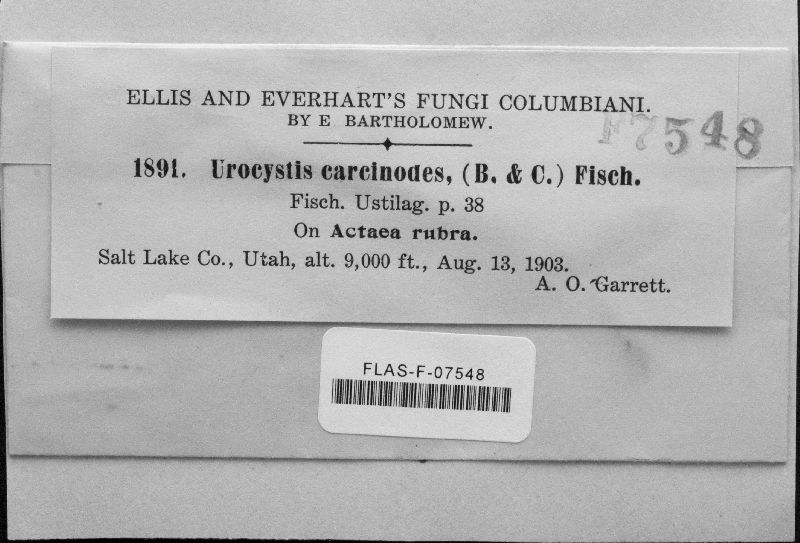 ELLIS AND EVERHART'S FUNGI COLUMBIANI.
BY E BARTHOLOMEW.
F7548
1891. Urocystis carcinodes, (B. & C.) Fisch.
Fisch. Ustilag. p. 38
On Actaea rubra.
Salt Lake Co., Utah, alt. 9,000 ft., Aug. 13, 1903.
A. O. Garrett.
FLAS-F-07548